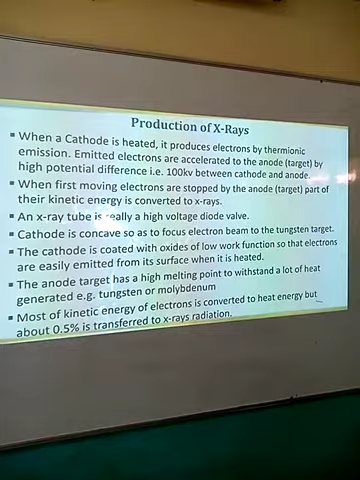 Production of X-Rays
▪ When a Cathode is heated, it produces electrons by thermionic
emission. Emitted electrons are accelerated to the anode (target) by
high potential difference i.e. 100kv between cathode and anode.
▪ When first moving electrons are stopped by the anode (target) part of
their kinetic energy is converted to x-rays.
▪ An x-ray tube is really a high voltage diode valve.
▪ Cathode is concave so as to focus electron beam to the tungsten target.
▪ The cathode is coated with oxides of low work function so that electrons
are easily emitted from its surface when it is heated.
▪ The anode target has a high melting point to withstand a lot of heat
generated e.g. tungsten or molybdenum
▪ Most of kinetic energy of electrons is converted to heat energy but
about 0.5% is transferred to x-rays radiation.